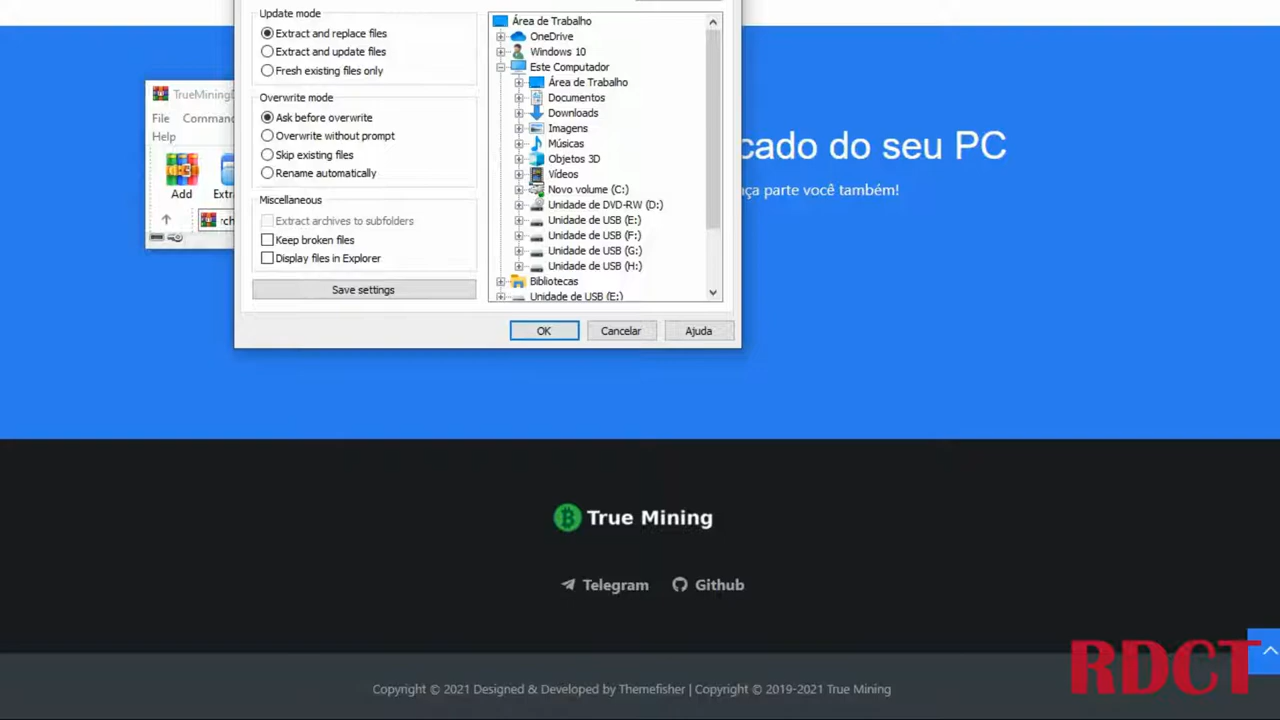 Update mode
Extract and replace files
Extract and update files
Fresh existing files only
Overwrite mode
Ask before overwrite
Overwrite without prompt
Skip existing files
Rename automatically
Miscellaneous
Extract archives to subfolders
Keep broken files
Display files in Explorer
Save settings
Área de Trabalho
OneDrive
Windows 10
Este Computador
Área de Trabalho
Documentos
Downloads
Imagens
Músicas
Objetos 3D
Vídeos
Novo volume (C:)
Unidade de DVD-RW (D:)
Unidade de USB (E:)
Unidade de USB (F:)
Unidade de USB (G:)
Unidade de USB (H:)
Bibliotecas
Unidade de USB (E:)
OK Cancelar Ajuda
File
Help
Add
cado do seu PC
parte você também!
True Mining
Telegram Github
RDCT
Copyright © 2021 Designed & Developed by Themefisher | Copyright © 2019-2021 True Mining